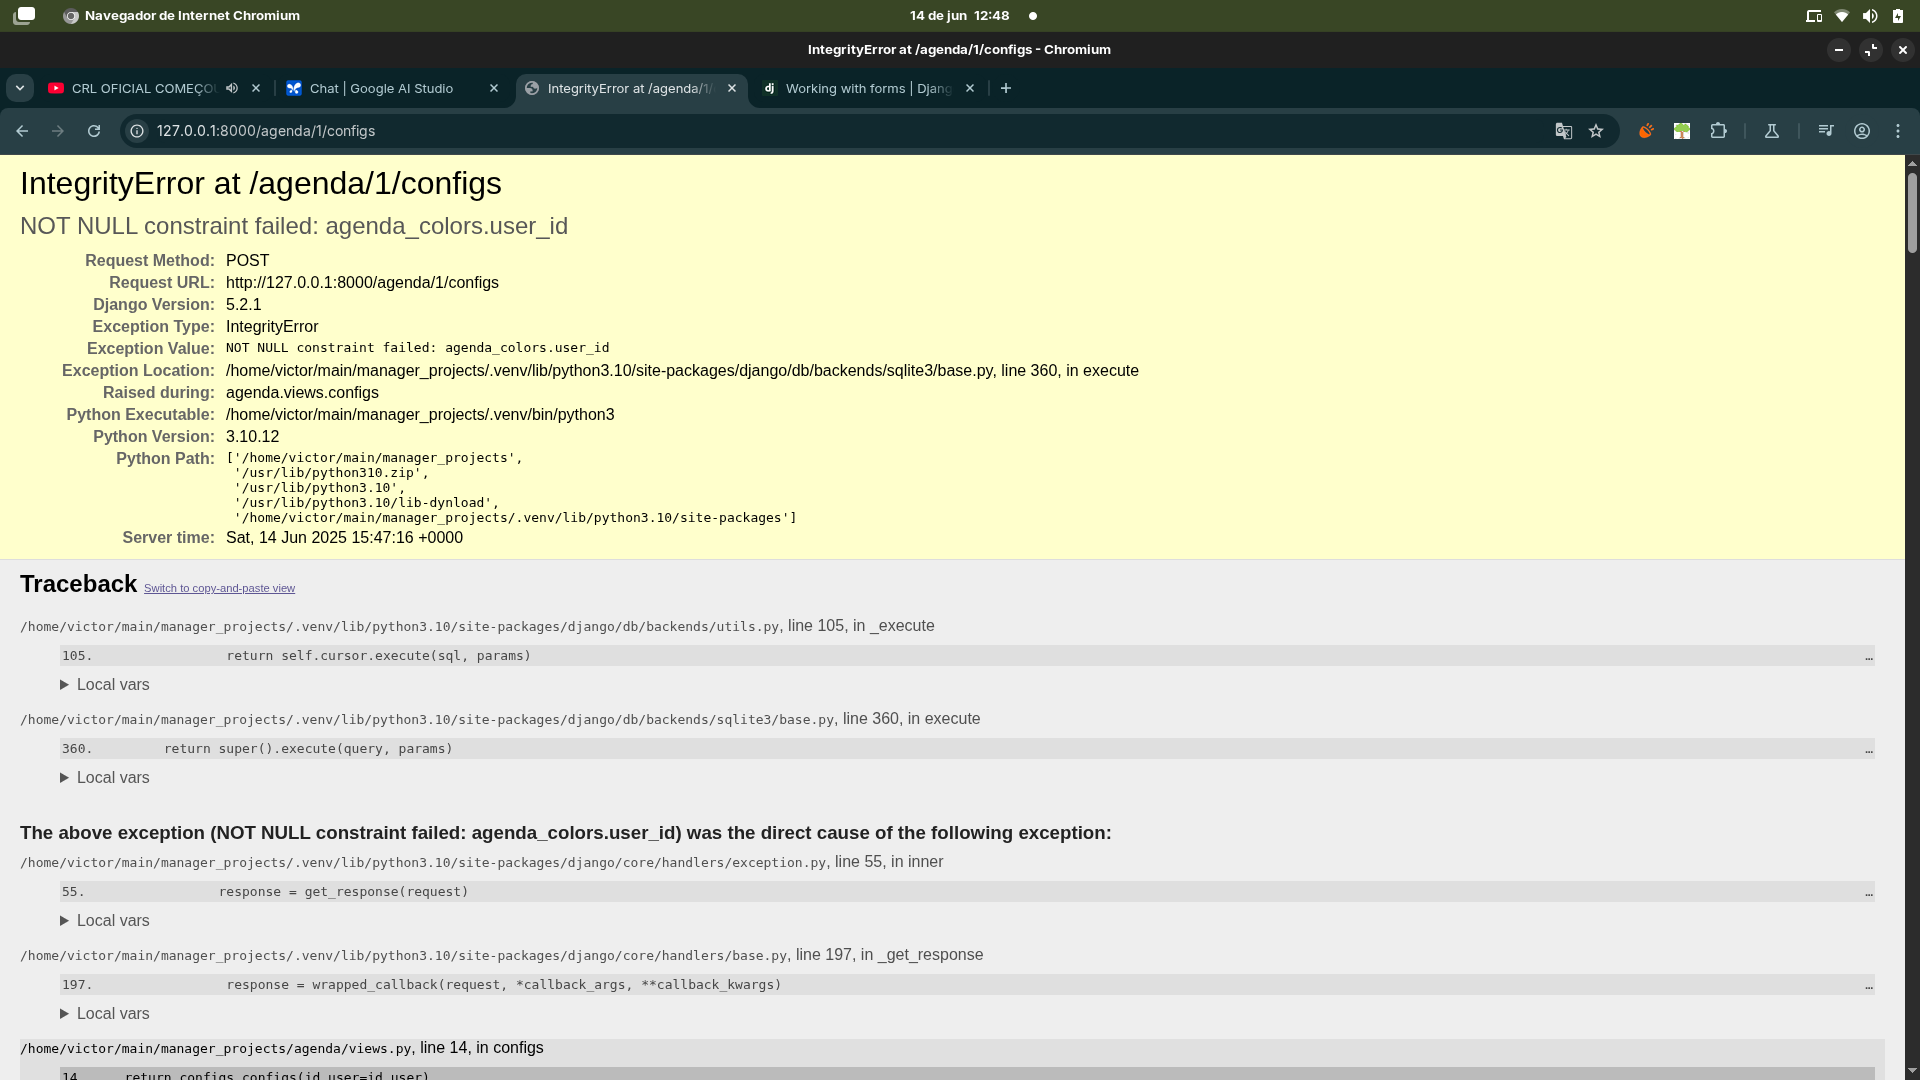 Navegador de Internet Chromium
14 de jun 12:48
IntegrityError at /agenda/1/configs - Chromium
CRL OFICIAL COMEÇOU
Chat | Google AI Studio
IntegrityError at /agenda/1/
Working with forms | Djang
127.0.0.1:8000/agenda/1/configs
IntegrityError at /agenda/1/configs
NOT NULL constraint failed: agenda_colors.user_id
Request Method: POST
Request URL: http://127.0.0.1:8000/agenda/1/configs
Django Version: 5.2.1
Exception Type: IntegrityError
Exception Value: NOT NULL constraint failed: agenda_colors.user_id
Exception Location: /home/victor/main/manager_projects/.venv/lib/python3.10/site-packages/django/db/backends/sqlite3/base.py, line 360, in execute
Raised during: agenda.views.configs
Python Executable: /home/victor/main/manager_projects/.venv/bin/python3
Python Version: 3.10.12
Python Path: ['/home/victor/main/manager_projects',
'/usr/lib/python310.zip',
'/usr/lib/python3.10',
'/usr/lib/python3.10/lib-dynload',
'/home/victor/main/manager_projects/.venv/lib/python3.10/site-packages']
Server time: Sat, 14 Jun 2025 15:47:16 +0000
Traceback Switch to copy-and-paste view
/home/victor/main/manager_projects/.venv/lib/python3.10/site-packages/django/db/backends/utils.py, line 105, in _execute
105. return self.cursor.execute(sql, params) …
Local vars
/home/victor/main/manager_projects/.venv/lib/python3.10/site-packages/django/db/backends/sqlite3/base.py, line 360, in execute
360. return super().execute(query, params) …
Local vars
The above exception (NOT NULL constraint failed: agenda_colors.user_id) was the direct cause of the following exception:
/home/victor/main/manager_projects/.venv/lib/python3.10/site-packages/django/core/handlers/exception.py, line 55, in inner
55. response = get_response(request) …
Local vars
/home/victor/main/manager_projects/.venv/lib/python3.10/site-packages/django/core/handlers/base.py, line 197, in _get_response
197. response = wrapped_callback(request, *callback_args, **callback_kwargs) …
Local vars
/home/victor/main/manager_projects/agenda/views.py, line 14, in configs
14. return configs.configs(id_user=id_user)